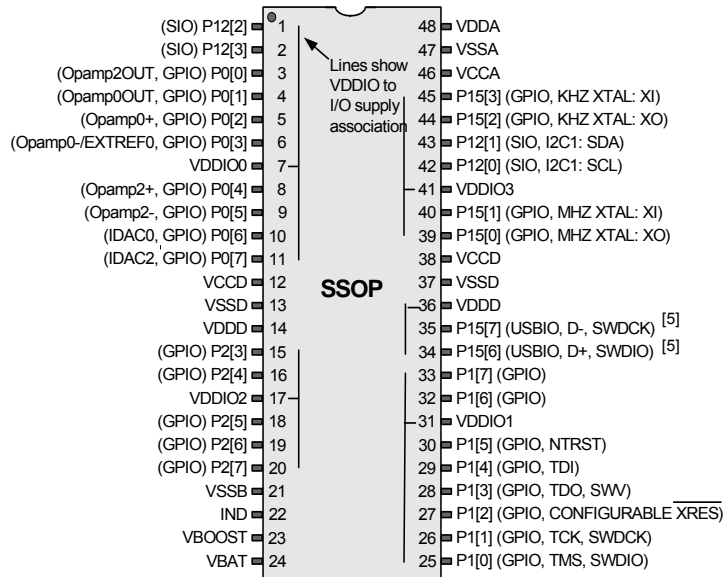 (SIO) P12[2] 1
(SIO) P12[3] 2
(Opamp2OUT, GPIO) P0[0] 3
(Opamp0OUT, GPIO) P0[1] 4
(Opamp0+, GPIO) P0[2] 5
(Opamp0-/EXTREF0, GPIO) P0[3] 6
VDDIO0 7
(Opamp2+, GPIO) P0[4] 8
(Opamp2-, GPIO) P0[5] 9
(IDAC0, GPIO) P0[6] 10
(IDAC2, GPIO) P0[7] 11
VCCD 12
VSSD 13
VDDD 14
(GPIO) P2[3] 15
(GPIO) P2[4] 16
VDDIO2 17
(GPIO) P2[5] 18
(GPIO) P2[6] 19
(GPIO) P2[7] 20
VSSB 21
IND 22
VBOOST 23
VBAT 24
Lines show
VDDIO to
I/O supply
association
SSOP
48 VDDA
47 VSSA
46 VCCA
45 P15[3] (GPIO, KHZ XTAL: XI)
44 P15[2] (GPIO, KHZ XTAL: XO)
43 P12[1] (SIO, I2C1: SDA)
42 P12[0] (SIO, I2C1: SCL)
41 VDDIO3
40 P15[1] (GPIO, MHZ XTAL: XI)
39 P15[0] (GPIO, MHZ XTAL: XO)
38 VCCD
37 VSSD
36 VDDD
35 P15[7] (USBIO, D-, SWDCK) [5]
34 P15[6] (USBIO, D+, SWDIO) [5]
33 P1[7] (GPIO)
32 P1[6] (GPIO)
31 VDDIO1
30 P1[5] (GPIO, NTRST)
29 P1[4] (GPIO, TDI)
28 P1[3] (GPIO, TDO, SWV)
27 P1[2] (GPIO, CONFIGURABLE XRES)
26 P1[1] (GPIO, TCK, SWDCK)
25 P1[0] (GPIO, TMS, SWDIO)